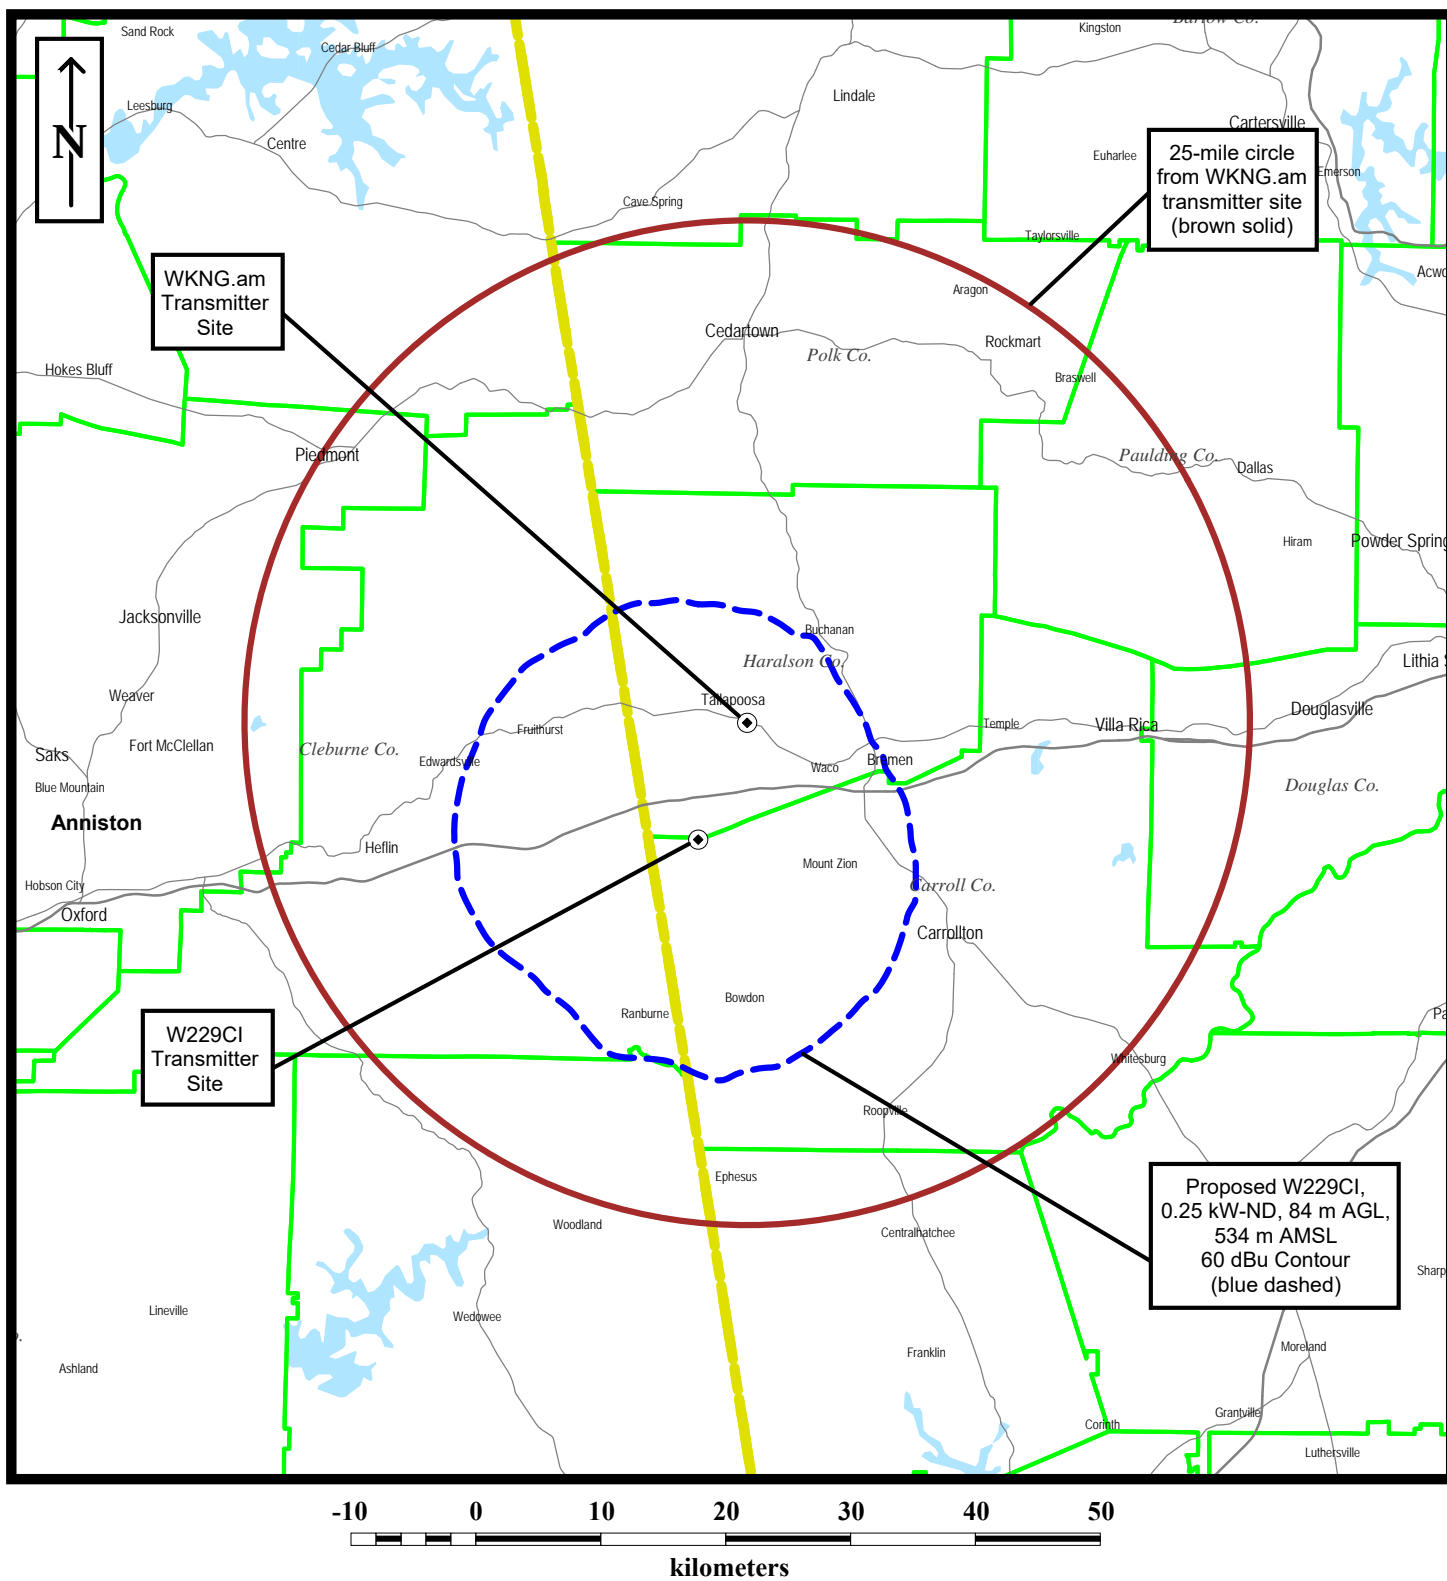 Barlow Co.
Kingston
Sand Rock
Cedar Bluff
Lindale
Leesburg
Cartersville
N
Centre
25-mile circle
from WKNG.am
transmitter site
(brown solid)
Euharlee
Emerson
Cave Spring
Taylorsville
WKNG.am
Transmitter
Site
Acwo
Aragon
Cedartown
Rockmart
Polk Co.
Hokes Bluff
Braswell
Piedmont
Paulding Co.
Dallas
Hiram
Powder Spring
Jacksonville
Buchanan
Haralson Co.
Lithia S
Weaver
Tallapoosa
Douglasville
Fruithurst
Temple
Villa Rica
Saks
Fort McClellan
Cleburne Co.
Edwardsville
Waco
Bremen
Blue Mountain
Douglas Co.
Anniston
Heflin
Mount Zion
Hobson City
Carroll Co.
Oxford
Carrollton
Bowdon
Ranburne
Pa
W229CI
Transmitter
Site
Whitesburg
Roopville
Ephesus
Woodland
Centralhatchee
Proposed W229CI,
0.25 kW-ND, 84 m AGL,
534 m AMSL
60 dBu Contour
(blue dashed)
Sharp
Lineville
Wedowee
o.
Franklin
Moreland
Ashland
Grantville
Corinth
Luthersville
-10 0 10 20 30 40 50
kilometers